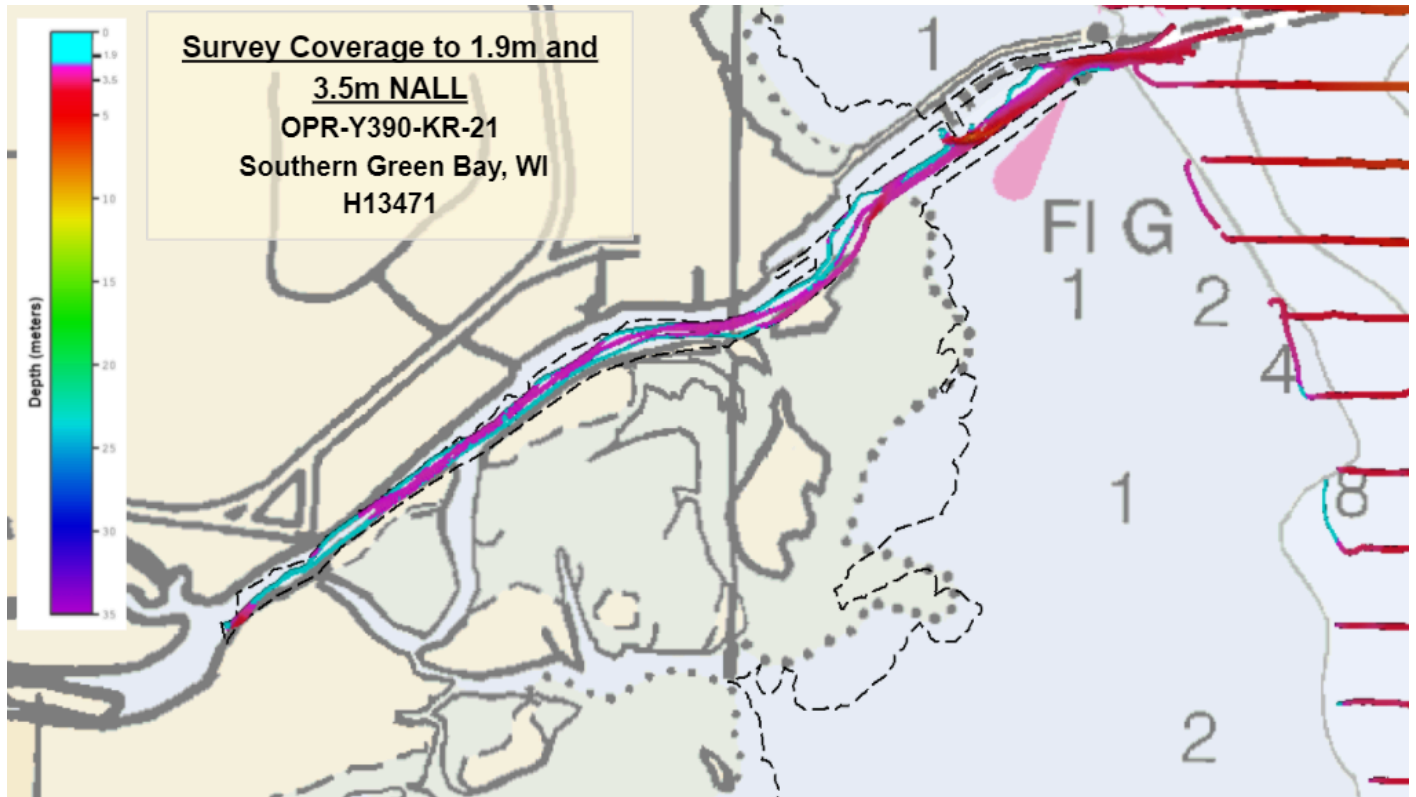 Survey Coverage to 1.9m and
3.5m NALL
OPR-Y390-KR-21
Southern Green Bay, WI
H13471
Depth (meters)
0
1.9
3.5
5
10
15
20
25
30
35
1
Fl G
1
2
4
1
8
2